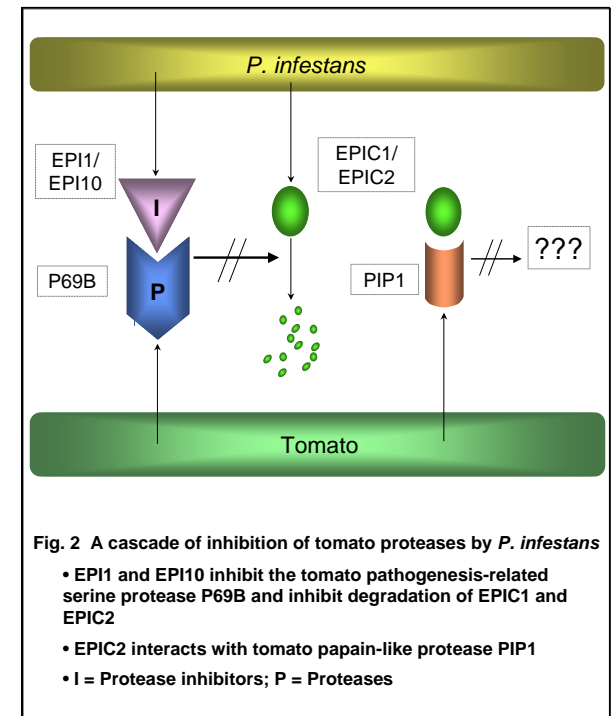 P. infestans
EPI1/
EPI10
EPIC1/
EPIC2
I
P69B
P
PIP1
???
Tomato
Fig. 2 A cascade of inhibition of tomato proteases by P. infestans
• EPI1 and EPI10 inhibit the tomato pathogenesis-related
serine protease P69B and inhibit degradation of EPIC1 and
EPIC2
• EPIC2 interacts with tomato papain-like protease PIP1
• I = Protease inhibitors; P = Proteases